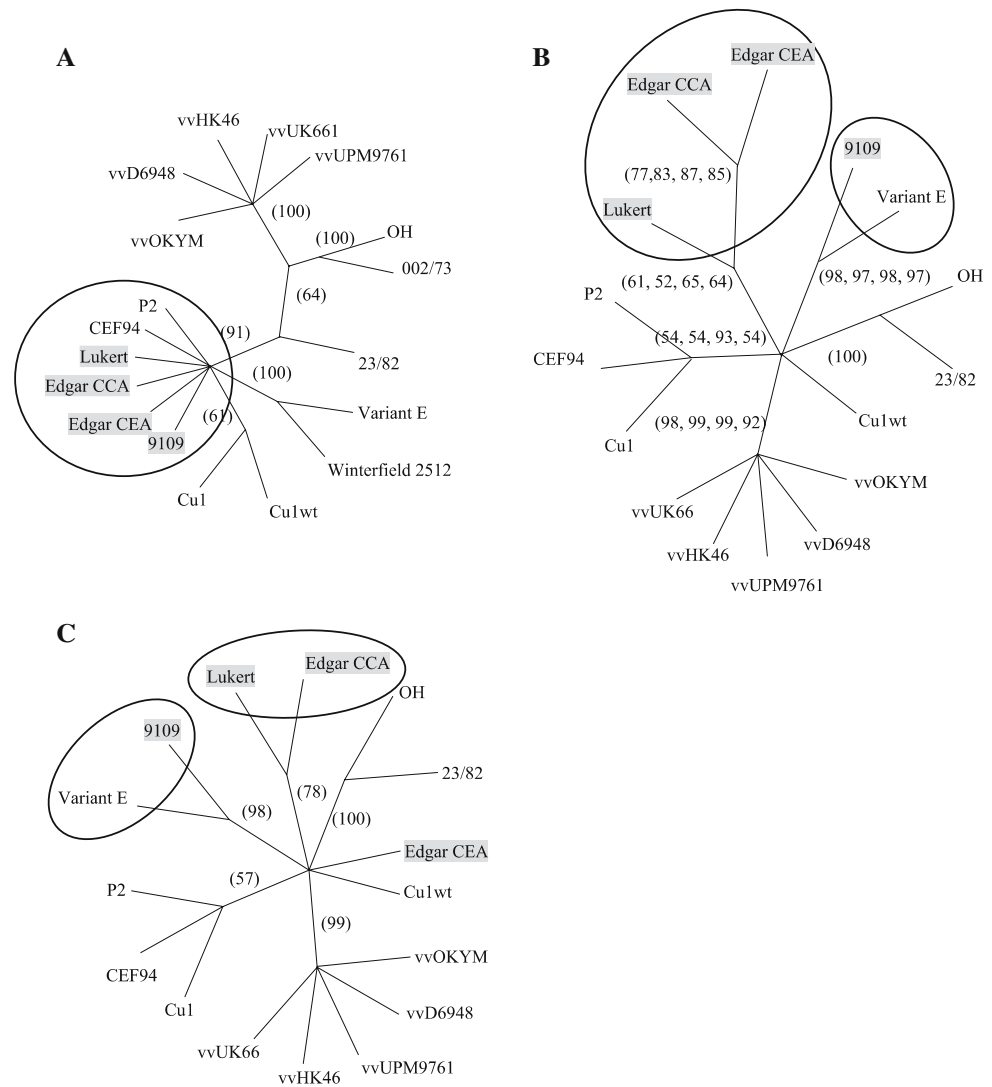 A
vvHK46
vvUK661
vvUPM9761
vvD6948
vvOKYM
(100)
(100)
OH
002/73
(64)
P2
CEF94
(91)
Lukert
(100)
23/82
Edgar CCA
Edgar CEA
(61)
Variant E
9109
Winterfield 2512
Cu1
Cu1wt
B
Edgar CEA
Edgar CCA
9109
(77,83, 87, 85)
Variant E
Lukert
(61, 52, 65, 64)
(98, 97, 98, 97)
OH
P2
(54, 54, 93, 54)
CEF94
(100)
23/82
Cu1wt
(98, 99, 99, 92)
Cu1
vvOKYM
vvUK66
vvD6948
vvHK46
vvUPM9761
C
Edgar CCA
Lukert
OH
9109
23/82
Variant E
(78)
(98)
(100)
Edgar CEA
(57)
P2
Cu1wt
(99)
CEF94
vvOKYM
Cu1
vvD6948
vvUK66
vvUPM9761
vvHK46